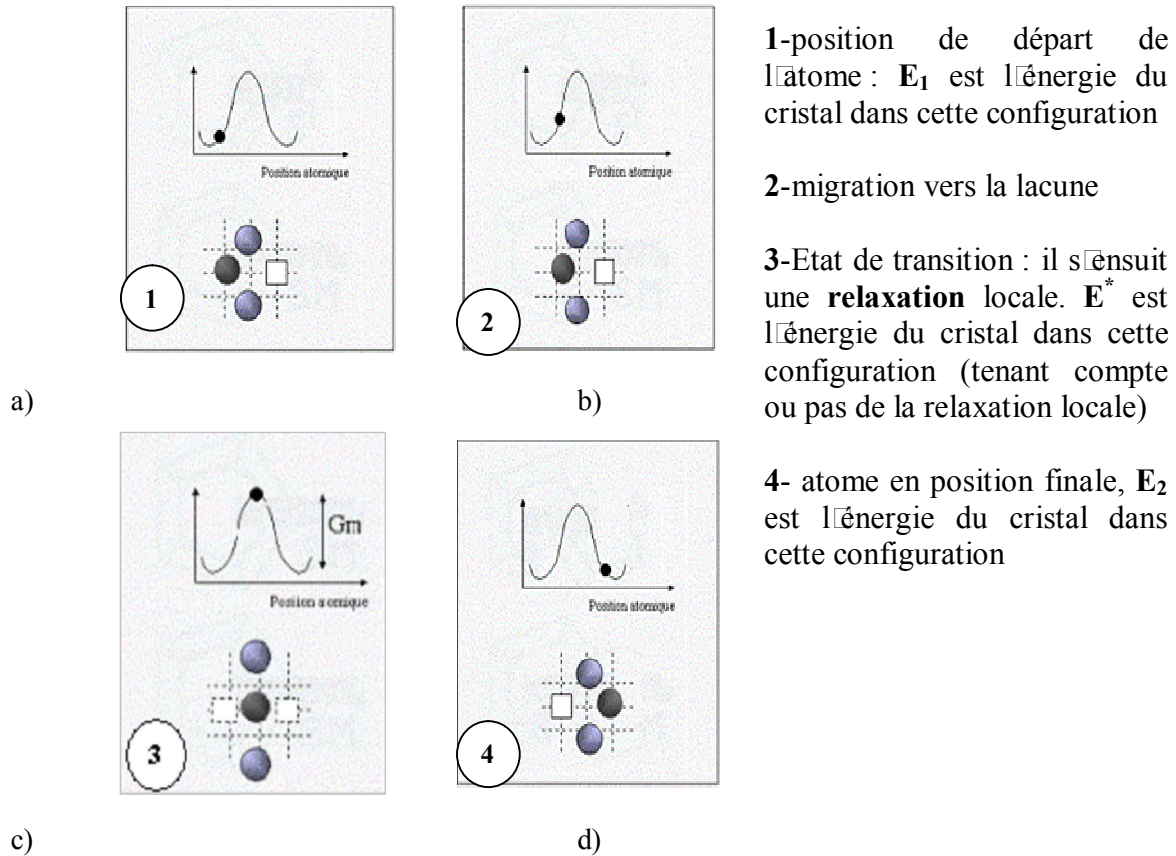 Position atomique
1
Position atomique
2
a)
b)
Gm
Position atomique
3
Position atomique
4
c)
d)
1-position de départ de
l□atome : E1 est l□énergie du
cristal dans cette configuration
2-migration vers la lacune
3-Etat de transition : il s□ensuit
une relaxation locale. E* est
l□énergie du cristal dans cette
configuration (tenant compte
ou pas de la relaxation locale)
4- atome en position finale, E2
est l□énergie du cristal dans
cette configuration